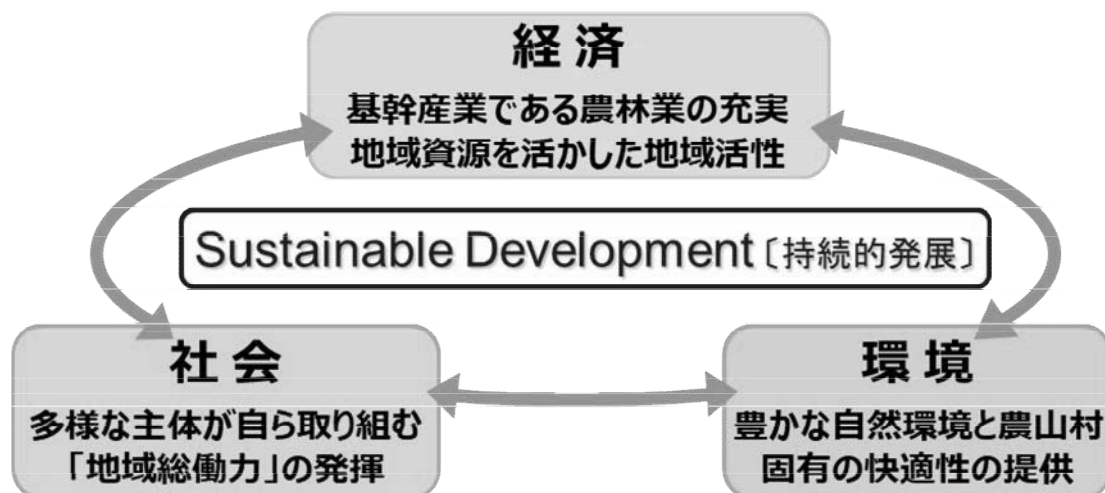 経済
基幹産業である農林業の充実
地域資源を活かした地域活性
Sustainable Development〔持続的発展〕
社会
多様な主体が自ら取り組む
「地域総働力」の発揮
環境
豊かな自然環境と農山村
固有の快適性の提供